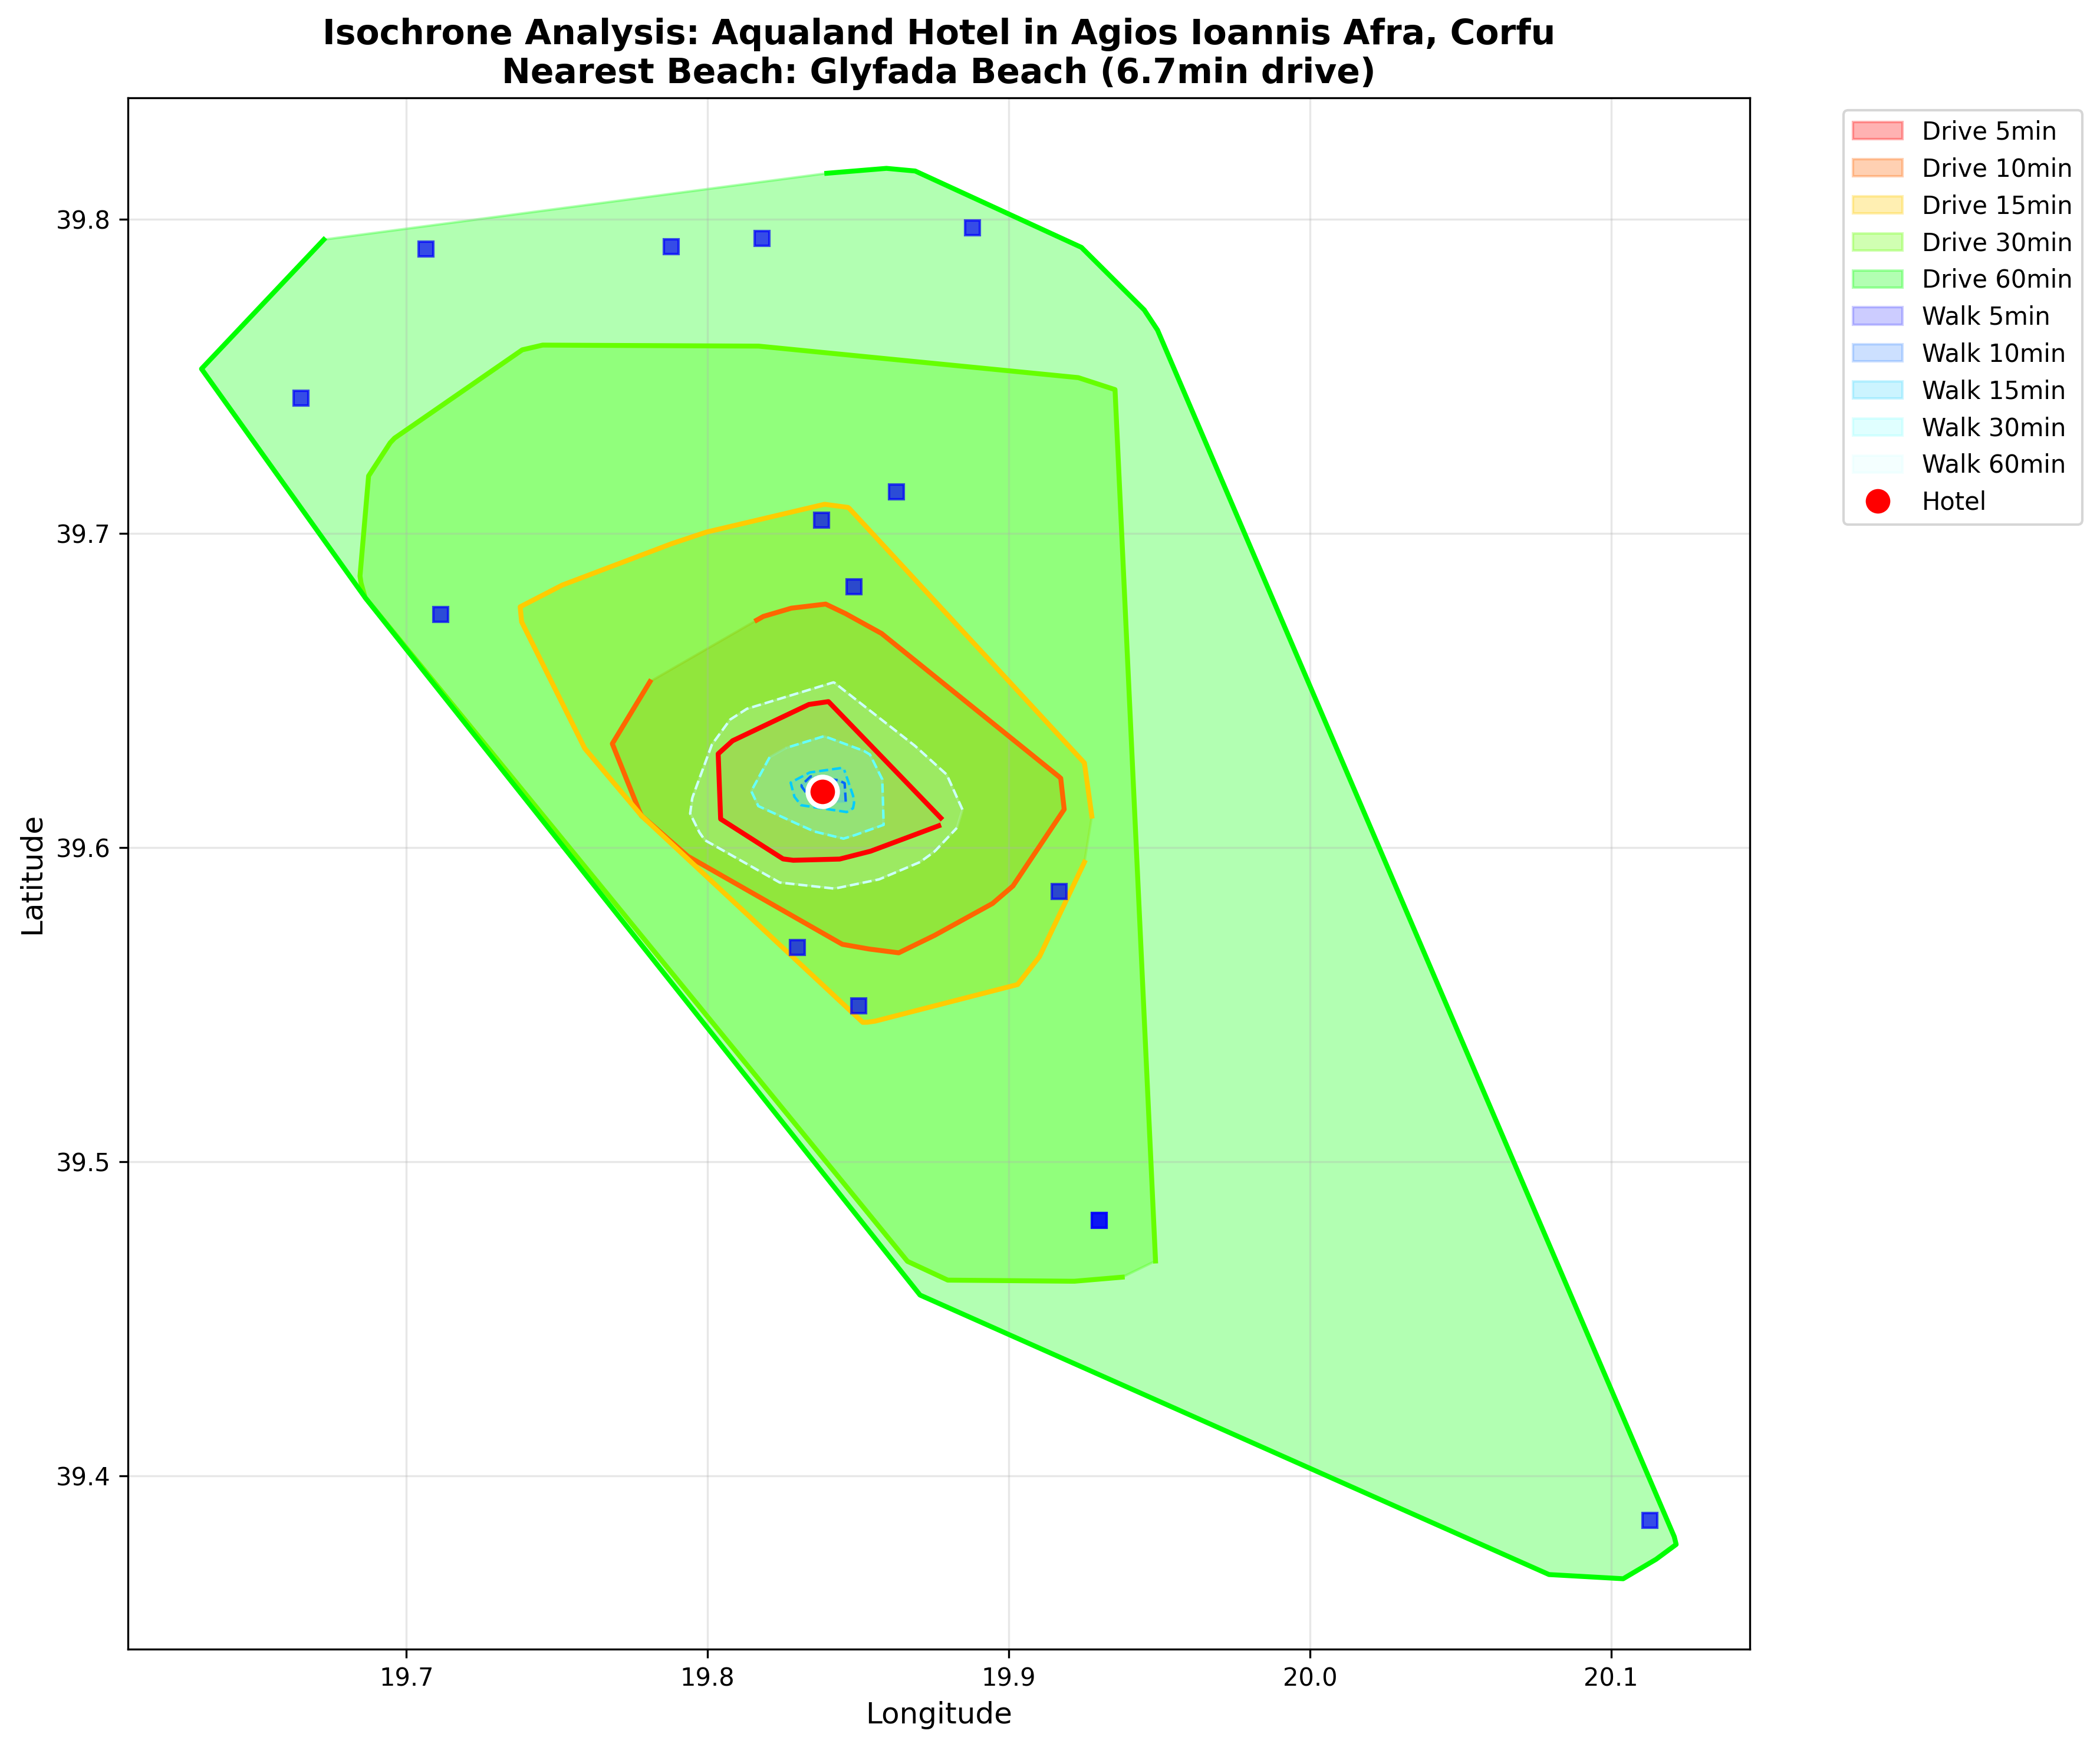 Isochrone Analysis: Aqualand Hotel in Agios Ioannis Afra, Corfu
Nearest Beach: Glyfada Beach (6.7min drive)
Drive 5min
Drive 10min
Drive 15min
Drive 30min
Drive 60min
Walk 5min
Walk 10min
Walk 15min
Walk 30min
Walk 60min
Hotel
Latitude
39.8
39.7
39.6
39.5
39.4
19.7
19.8
19.9
20.0
20.1
Longitude